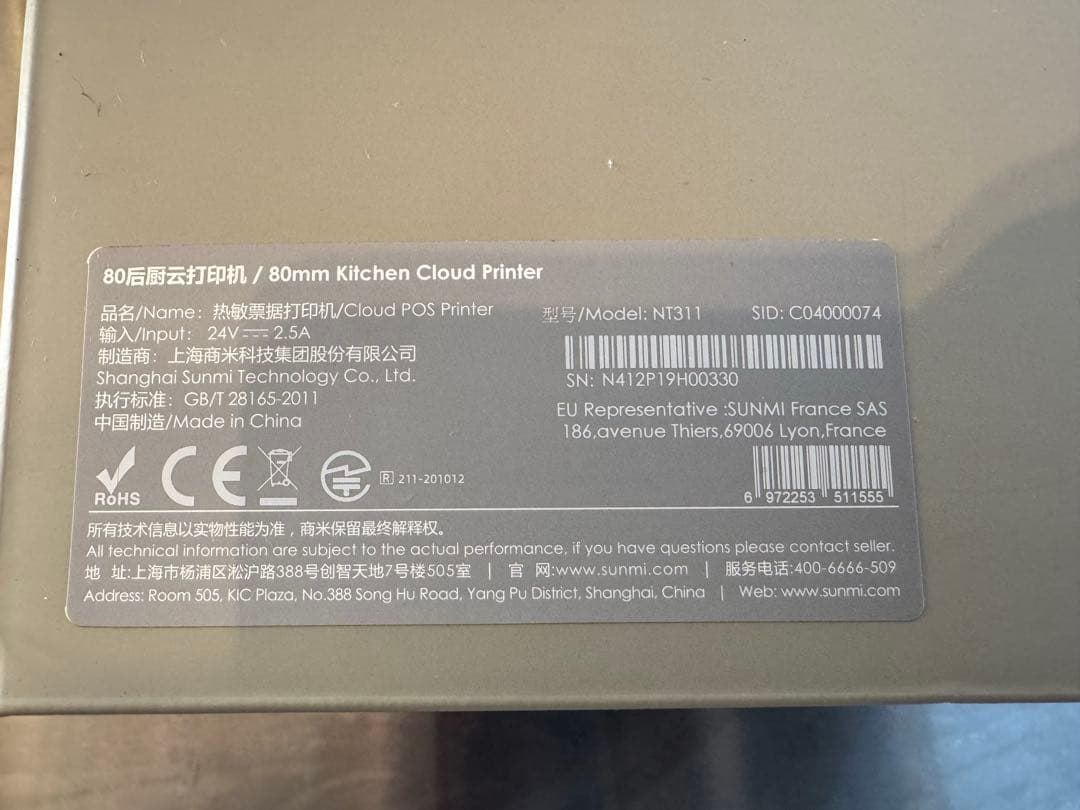 80后厨云打印机 / 80mm Kitchen Cloud Printer
品名/Name: 热敏票据打印机/Cloud POS Printer
型号/Model: NT311 SID: C04000074
输入/Input: 24V⎓2.5A
制造商: 上海商米科技集团股份有限公司
Shanghai Sunmi Technology Co., Ltd.
执行标准: GB/T 28165-2011
中国制造/Made in China
SN: N412P19H00330
EU Representative :SUNMI France SAS
186,avenue Thiers,69006 Lyon,France
RoHS
CE
R 211-201012
6 972253 511555
所有技术信息以实物性能为准，商米保留最终解释权。
All technical information are subject to the actual performance, if you have questions please contact seller.
地 址:上海市杨浦区淞沪路388号创智天地7号楼505室 | 官 网:www.sunmi.com | 服务电话:400-6666-509
Address: Room 505, KIC Plaza, No.388 Song Hu Road, Yang Pu District, Shanghai, China | Web: www.sunmi.com